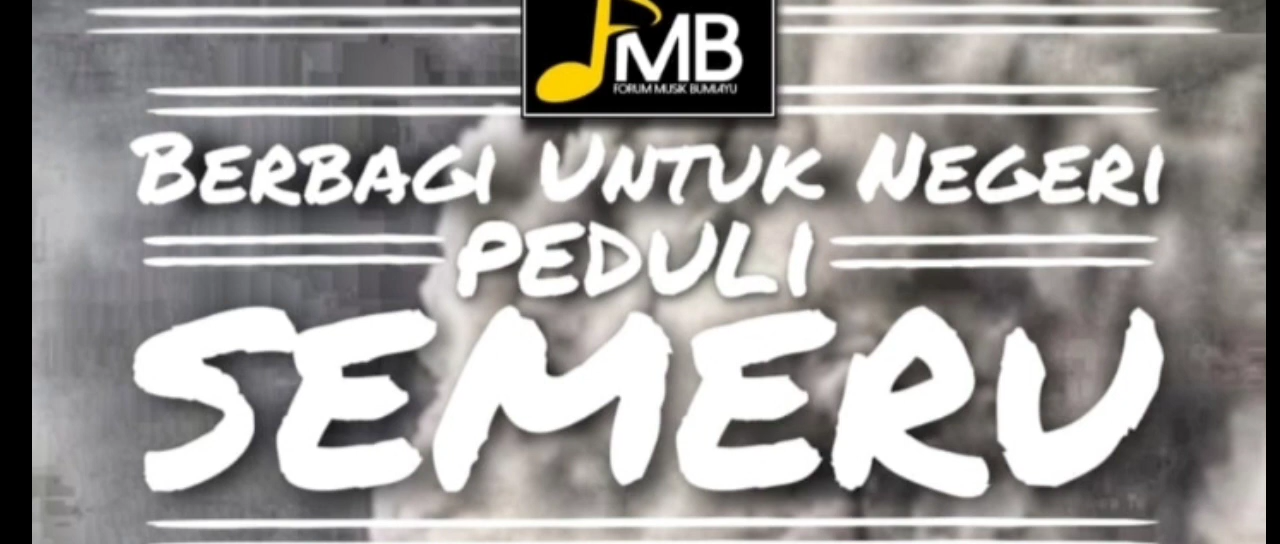 FMB
FORUM MUSIK BUMIAYU
BERBAGI UNTUK NEGERI
PEDULI
SEMERU